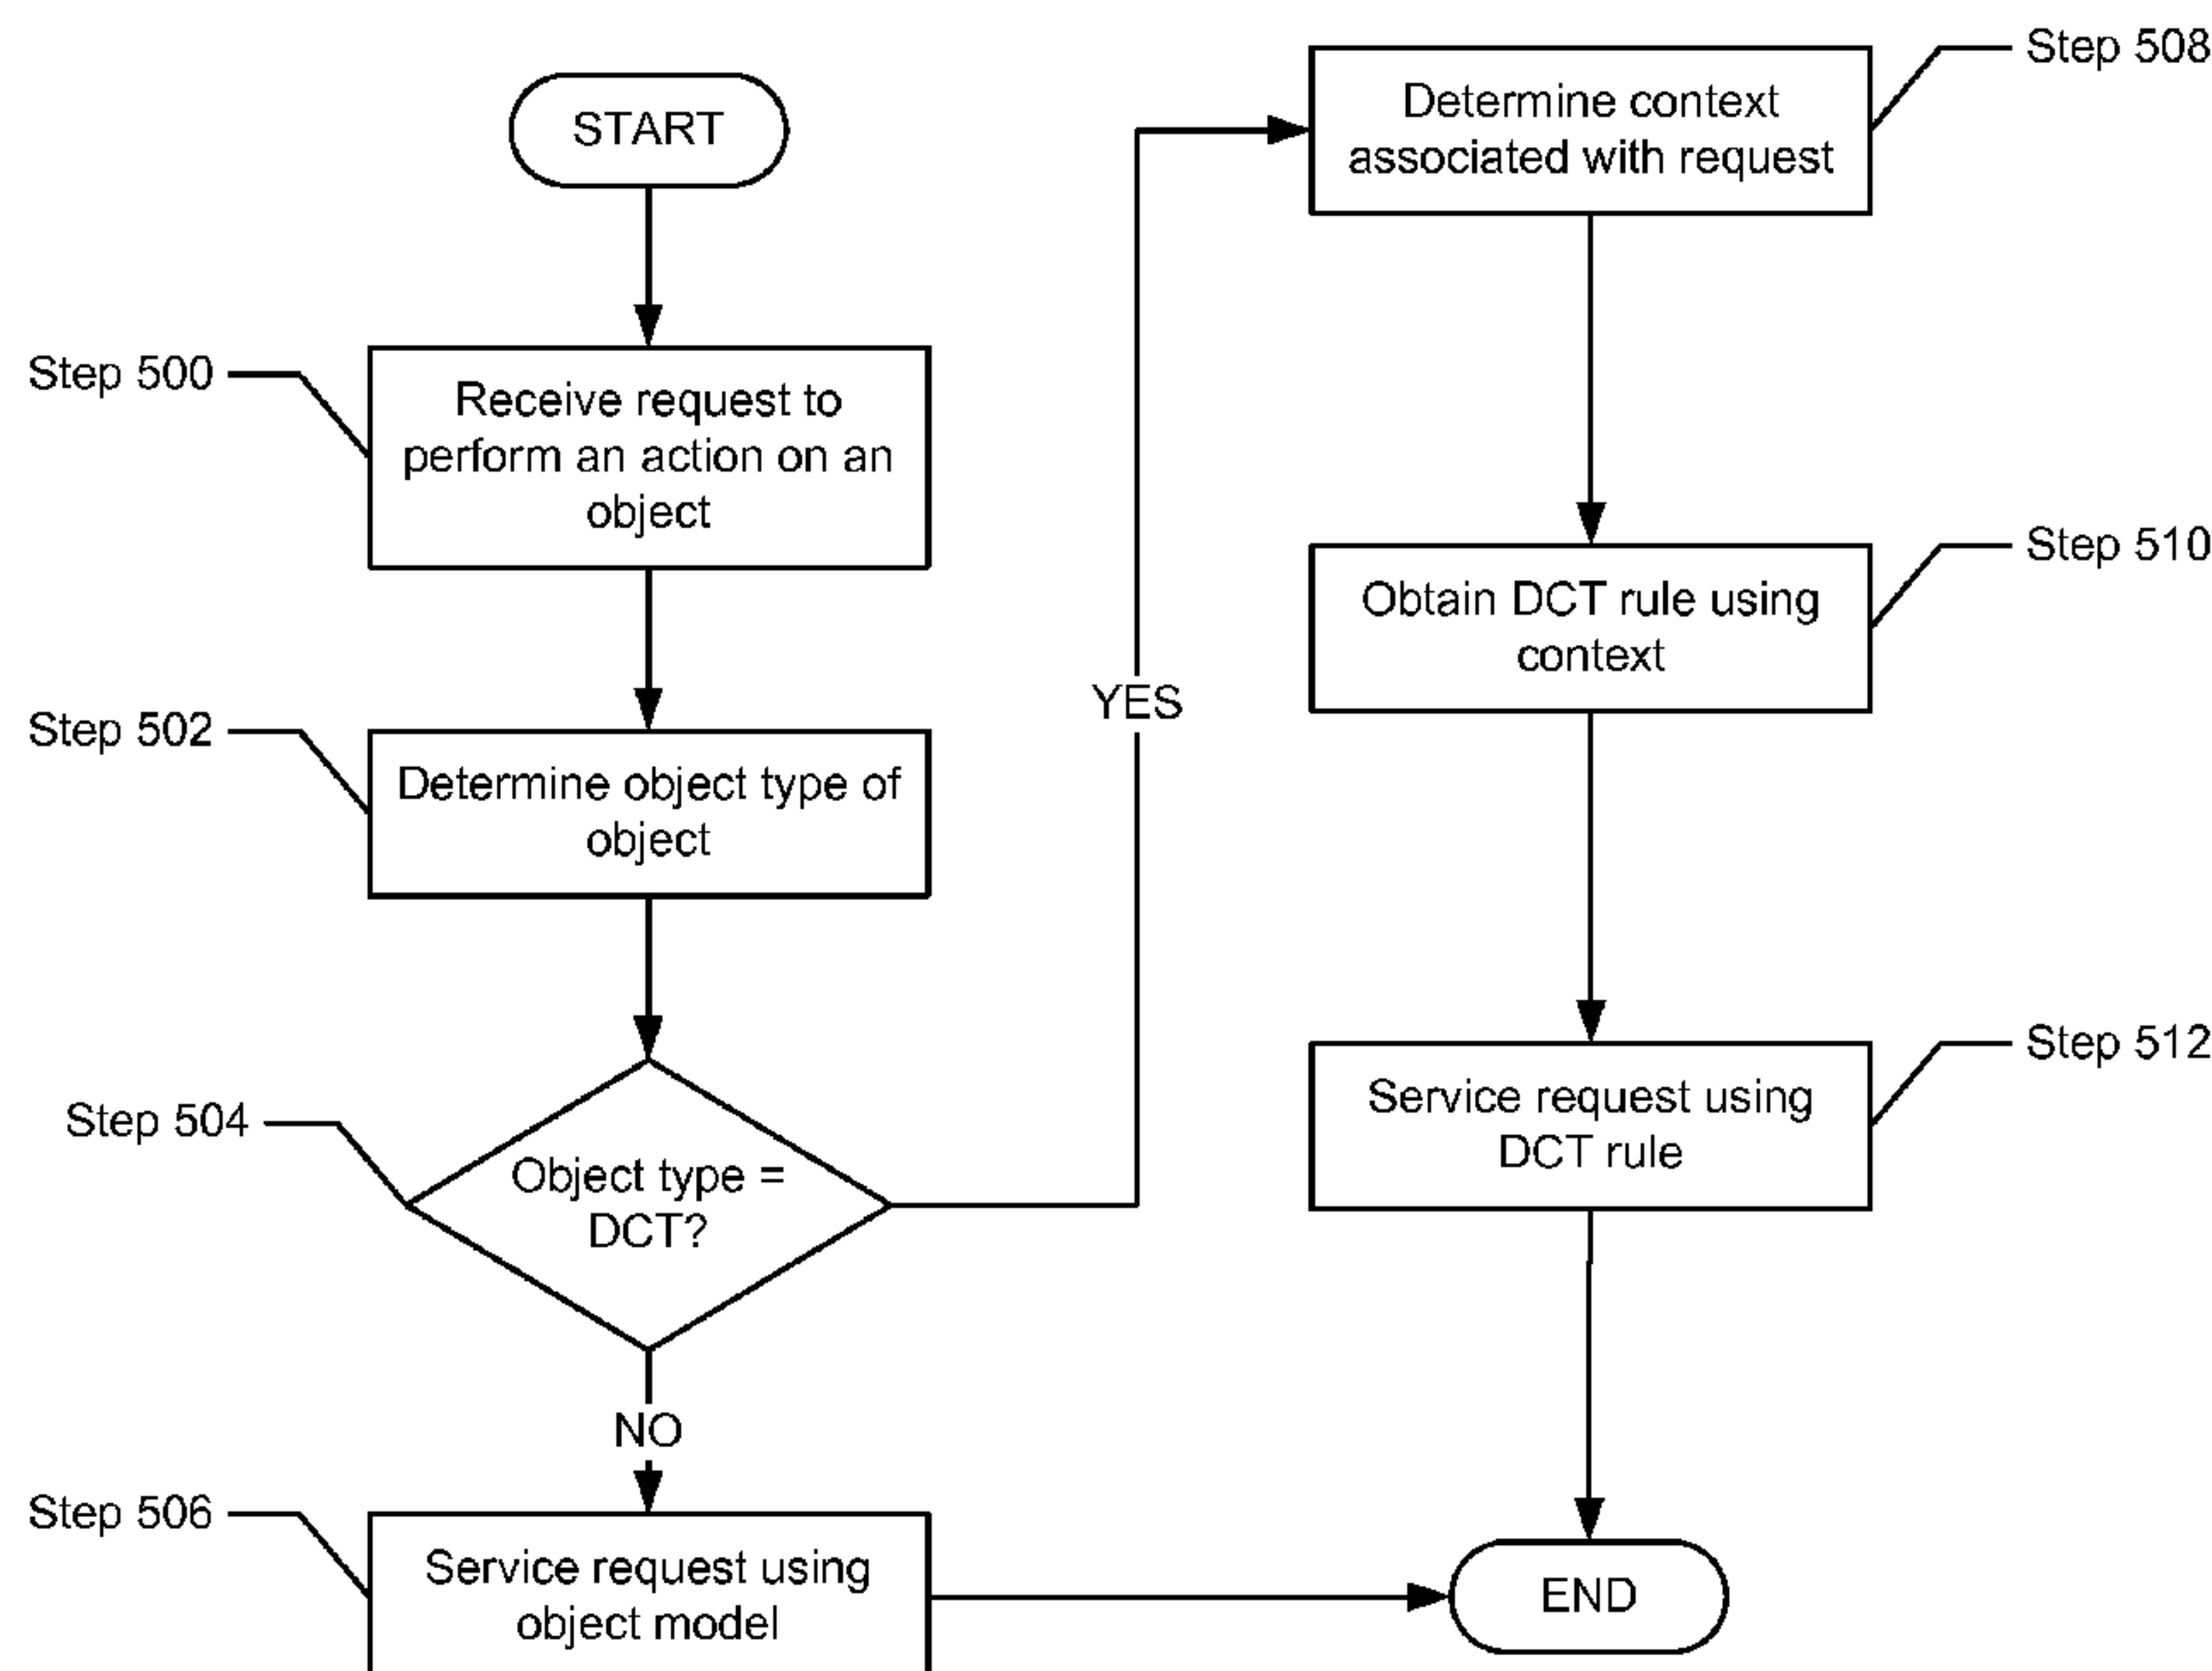 START
Step 500
Receive request to
perform an action on an
object
Step 502
Determine object type of
object
Step 504
Object type =
DCT?
NO
YES
Step 506
Service request using
object model
Step 508
Determine context
associated with request
Step 510
Obtain DCT rule using
context
Step 512
Service request using
DCT rule
END